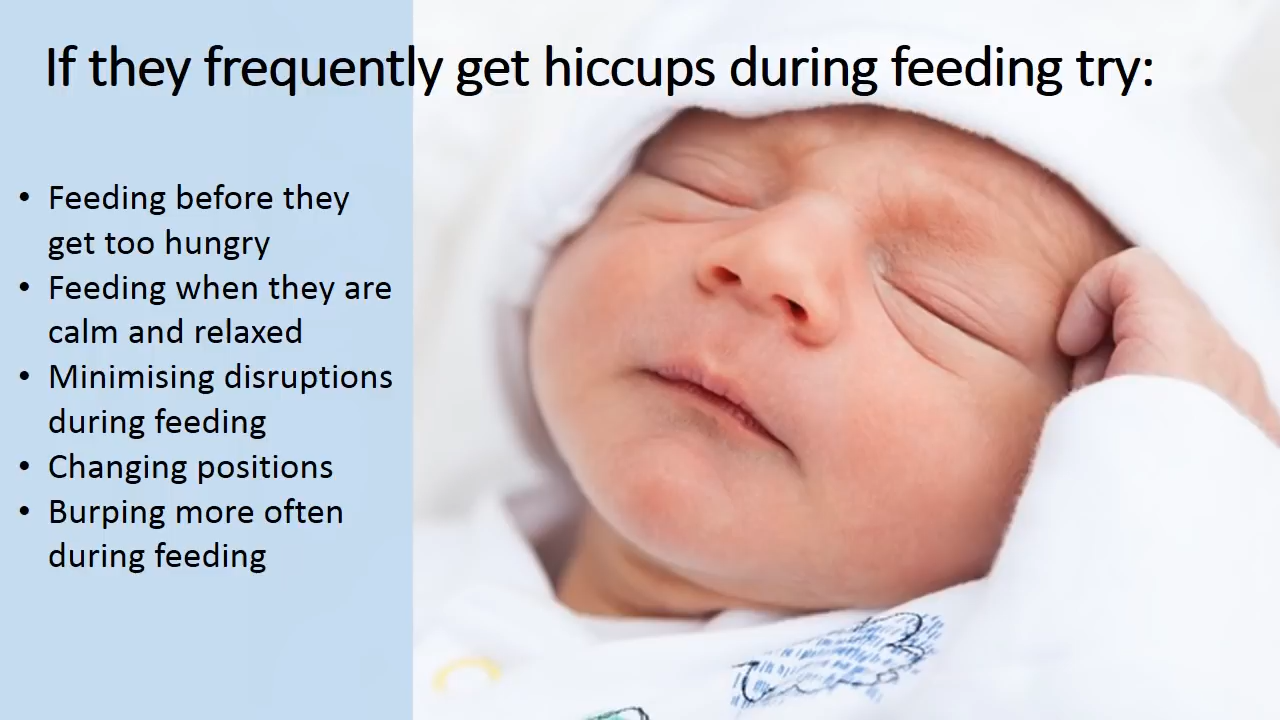 If they frequently get hiccups during feeding try:
• Feeding before they
get too hungry
• Feeding when they are
calm and relaxed
• Minimising disruptions
during feeding
• Changing positions
• Burping more often
during feeding